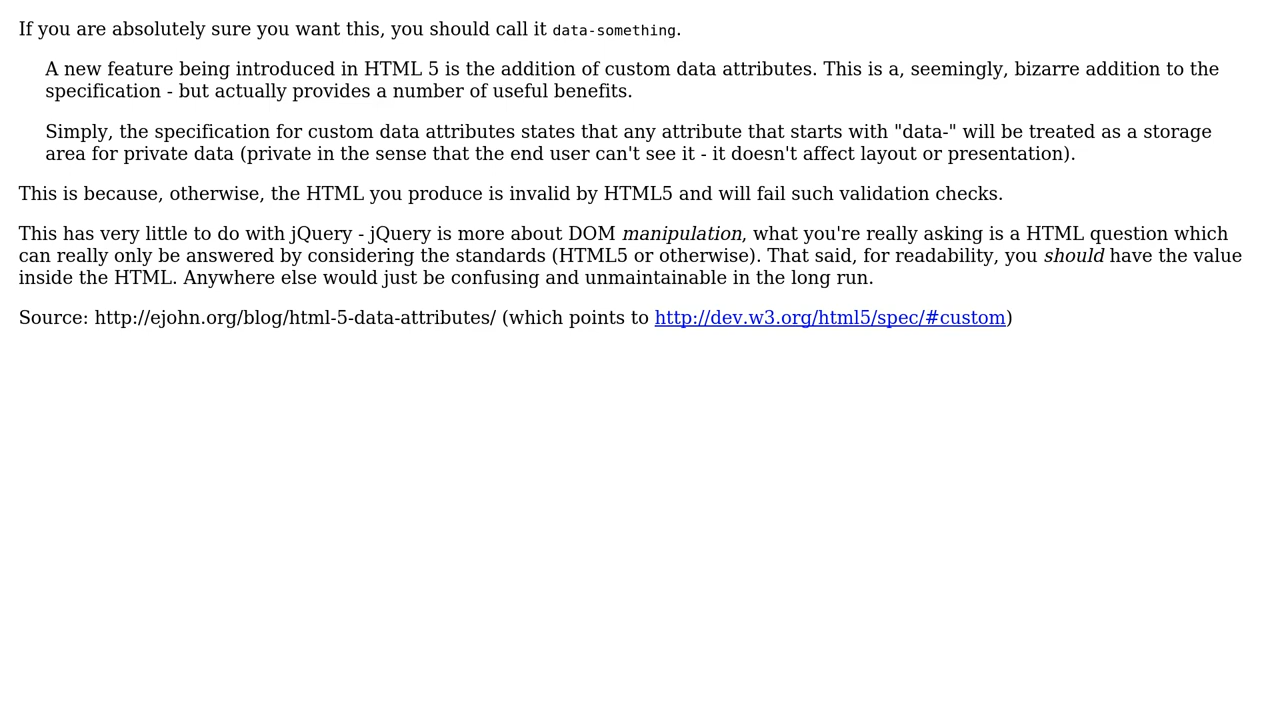 If you are absolutely sure you want this, you should call it data-something.
A new feature being introduced in HTML 5 is the addition of custom data attributes. This is a, seemingly, bizarre addition to the
specification - but actually provides a number of useful benefits.
Simply, the specification for custom data attributes states that any attribute that starts with "data-" will be treated as a storage
area for private data (private in the sense that the end user can't see it - it doesn't affect layout or presentation).
This is because, otherwise, the HTML you produce is invalid by HTML5 and will fail such validation checks.
This has very little to do with jQuery - jQuery is more about DOM manipulation, what you're really asking is a HTML question which
can really only be answered by considering the standards (HTML5 or otherwise). That said, for readability, you should have the value
inside the HTML. Anywhere else would just be confusing and unmaintainable in the long run.
Source: http://ejohn.org/blog/html-5-data-attributes/ (which points to http://dev.w3.org/html5/spec/#custom)